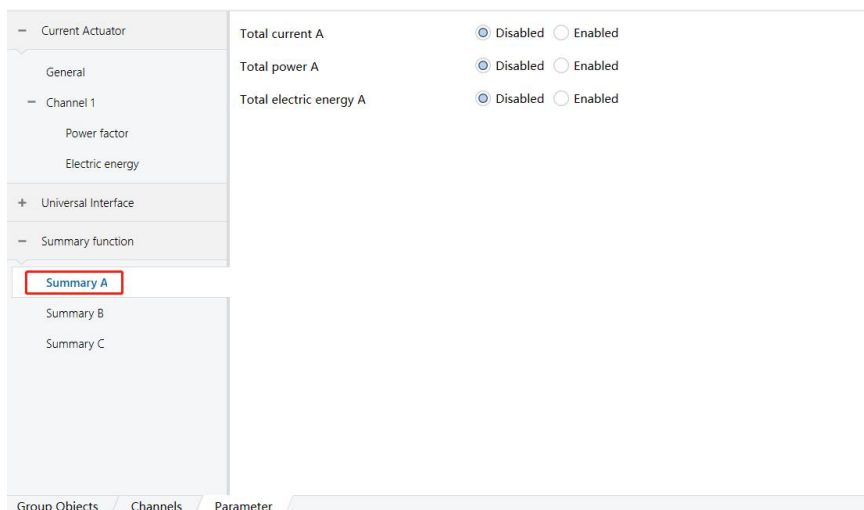 Current Actuator
General
Channel 1
Power factor
Electric energy
Universal Interface
Summary function
Summary A
Summary B
Summary C
Total current A Disabled Enabled
Total power A Disabled Enabled
Total electric energy A Disabled Enabled
Group Objects Channels Parameter